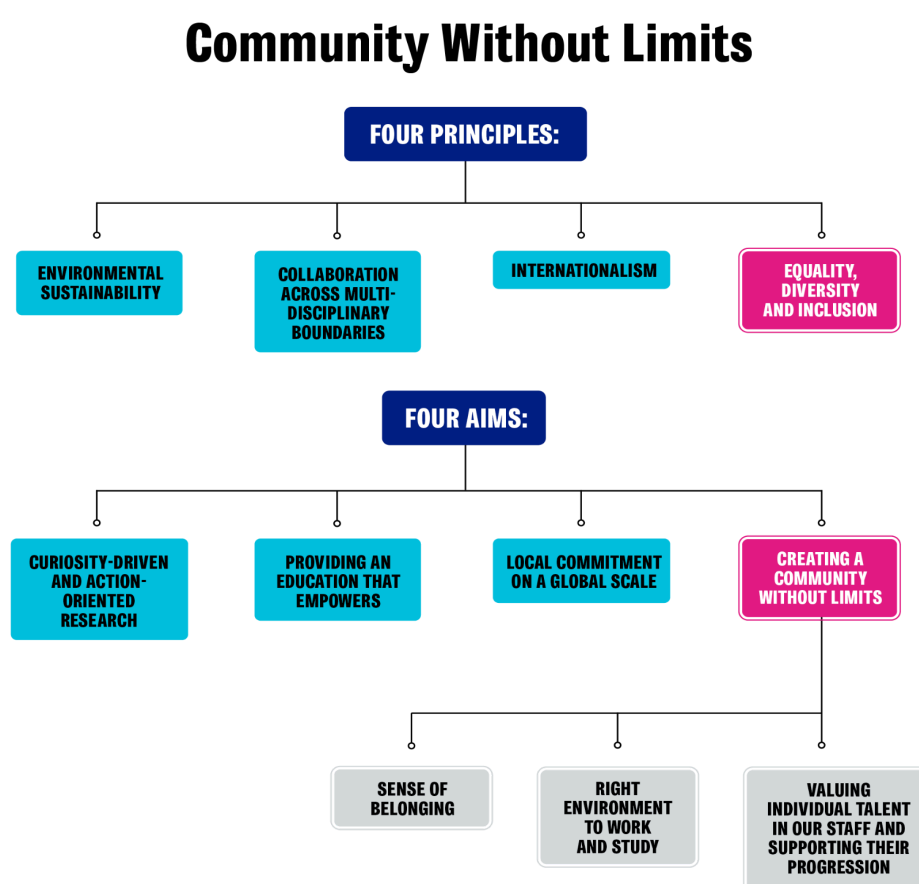 Community Without Limits
FOUR PRINCIPLES:
ENVIRONMENTAL
SUSTAINABILITY
COLLABORATION
ACROSS MULTI-
DISCIPLINARY
BOUNDARIES
INTERNATIONALISM
EQUALITY,
DIVERSITY
AND INCLUSION
FOUR AIMS:
CURIOSITY-DRIVEN
AND ACTION-
ORIENTED
RESEARCH
PROVIDING AN
EDUCATION THAT
EMPOWERS
LOCAL COMMITMENT
ON A GLOBAL SCALE
CREATING A
COMMUNITY
WITHOUT LIMITS
SENSE OF
BELONGING
RIGHT
ENVIRONMENT
TO WORK
AND STUDY
VALUING
INDIVIDUAL TALENT
IN OUR STAFF AND
SUPPORTING THEIR
PROGRESSION